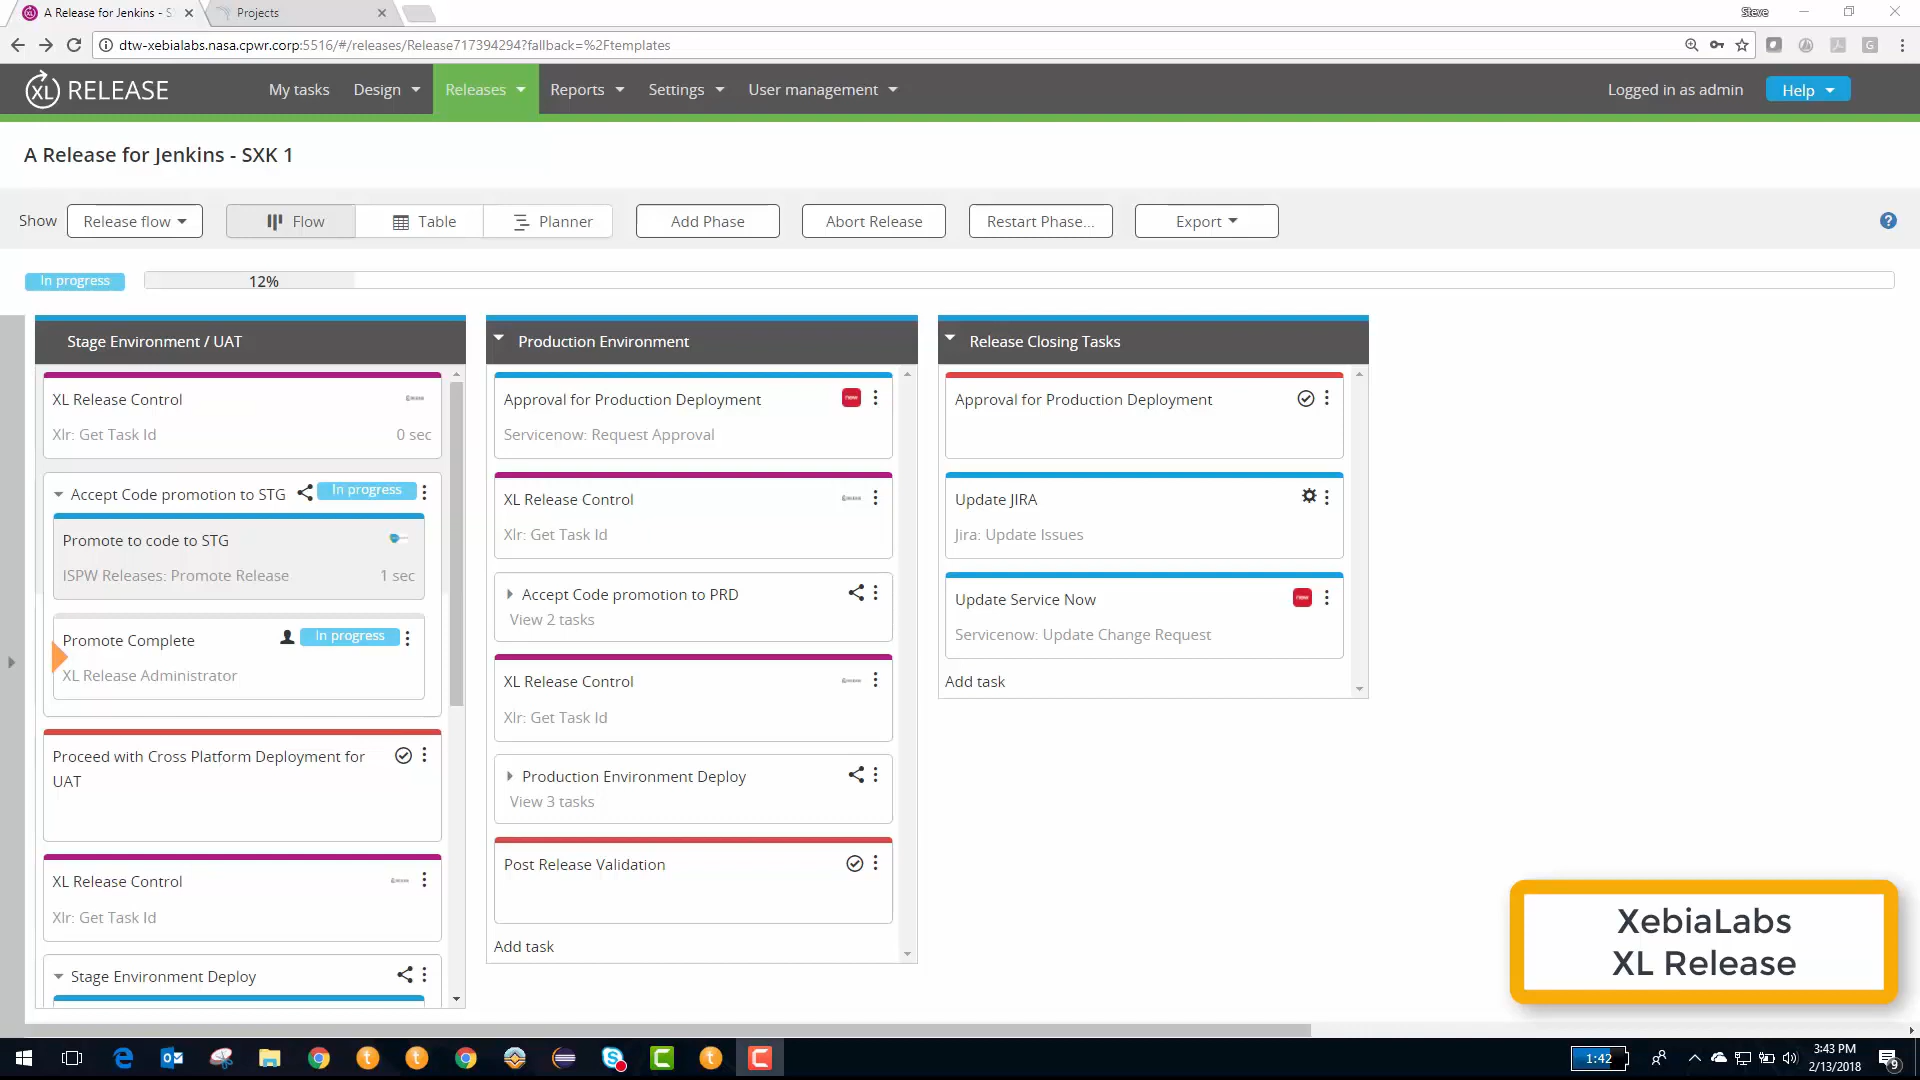 A Release for Jenkins - S
Projects
Steve
dtw-xebialabs.nasa.cpwr.corp:5516/#/releases/Release717394294?fallback=%2Ftemplates
XL RELEASE
My tasks
Design
Releases
Reports
Settings
User management
Logged in as admin
Help
A Release for Jenkins - SXK 1
Show
Release flow
Flow
Table
Planner
Add Phase
Abort Release
Restart Phase...
Export
?
In progress
12%
Stage Environment / UAT
XL Release Control
Xlr: Get Task Id
0 sec
Accept Code promotion to STG
In progress
Promote to code to STG
ISPW Releases: Promote Release
1 sec
Promote Complete
In progress
XL Release Administrator
Proceed with Cross Platform Deployment for
UAT
XL Release Control
Xlr: Get Task Id
Stage Environment Deploy
Production Environment
Approval for Production Deployment
Servicenow: Request Approval
XL Release Control
Xlr: Get Task Id
Accept Code promotion to PRD
View 2 tasks
XL Release Control
Xlr: Get Task Id
Production Environment Deploy
View 3 tasks
Post Release Validation
Add task
Release Closing Tasks
Approval for Production Deployment
Update JIRA
Jira: Update Issues
Update Service Now
Servicenow: Update Change Request
Add task
XebiaLabs
XL Release
1:42
3:43 PM
2/13/2018
9